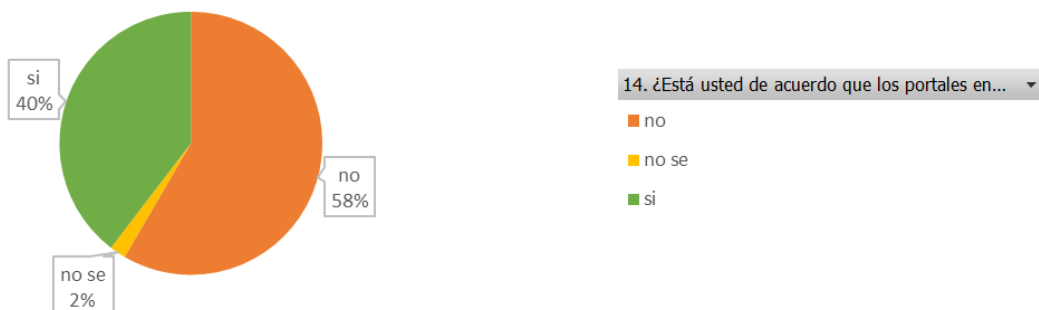 si
40%
no
58%
no se
2%
14. ¿Está usted de acuerdo que los portales en...
no
no se
si